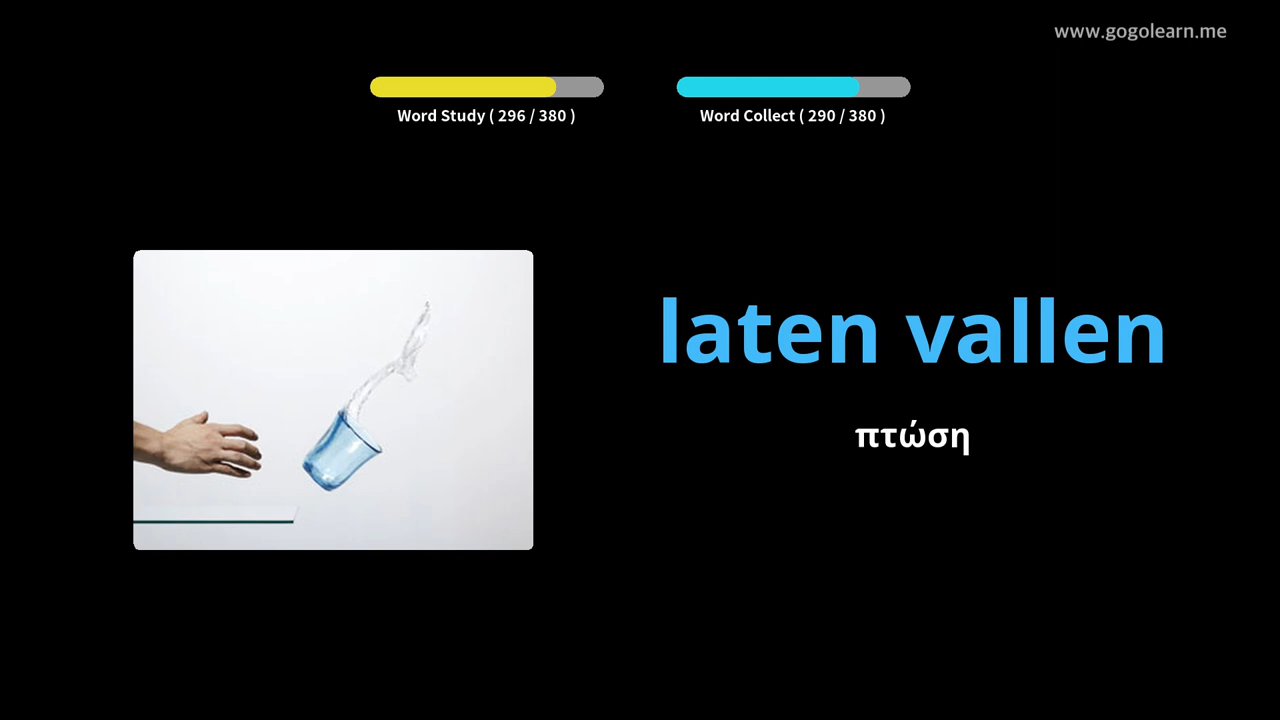 www.gogolearn.me
Word Study ( 296 / 380 )
Word Collect ( 290 / 380 )
laten vallen
πτώση